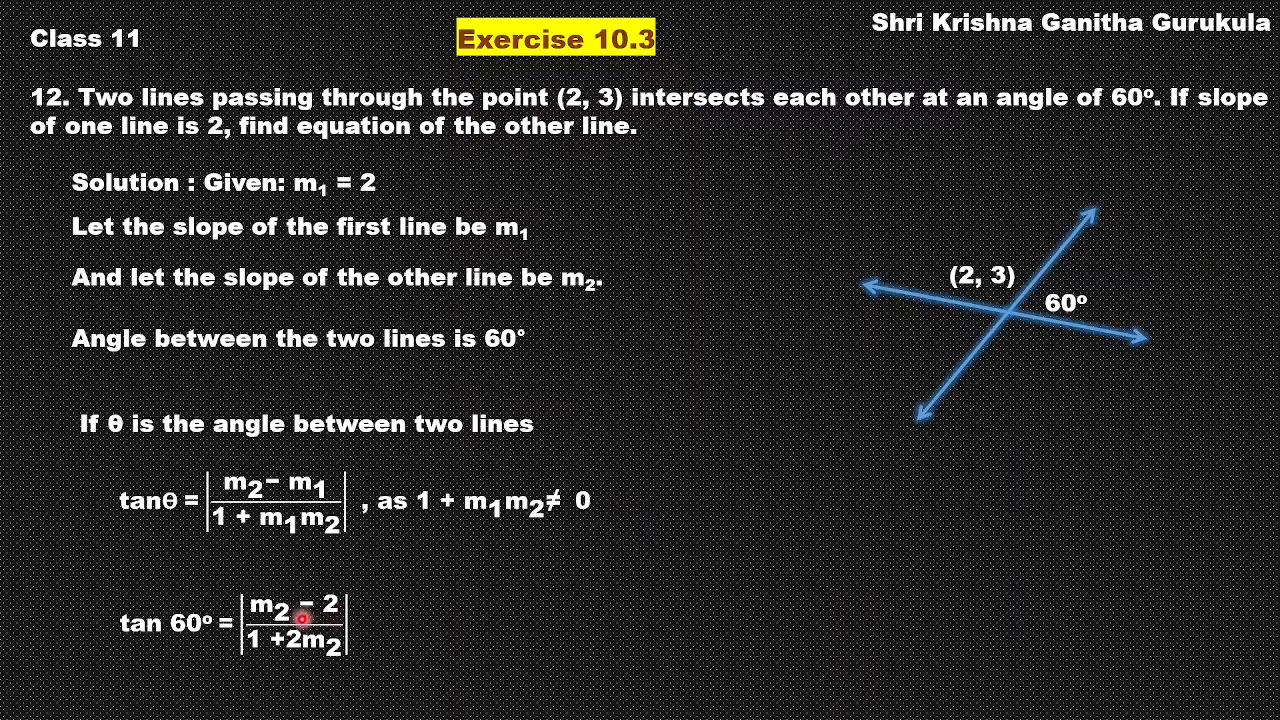 Shri Krishna Ganitha Gurukula
Class 11
Exercise 10.3
12. Two lines passing through the point (2, 3) intersects each other at an angle of 60º. If slope
of one line is 2, find equation of the other line.
Solution : Given: m₁ = 2
Let the slope of the first line be m₁
And let the slope of the other line be m₂.
Angle between the two lines is 60°
(2, 3)
60º
If θ is the angle between two lines
tanθ = |(m₂− m₁)/(1 + m₁m₂)| , as 1 + m₁m₂≠ 0
tan 60º = |(m₂ − 2)/(1 +2m₂)|